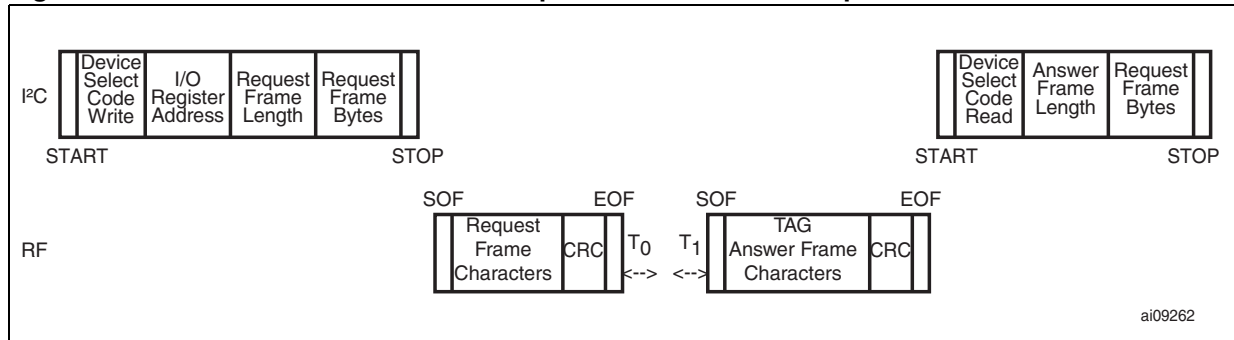 I²C
Device
Select
Code
Write
I/O
Register
Address
Request
Frame
Length
Request
Frame
Bytes
START
STOP
Device
Select
Code
Read
Answer
Frame
Length
Request
Frame
Bytes
START
STOP
RF
SOF
EOF
Request
Frame
Characters
CRC
T0
<-->
T1
<-->
SOF
EOF
TAG
Answer Frame
Characters
CRC
ai09262